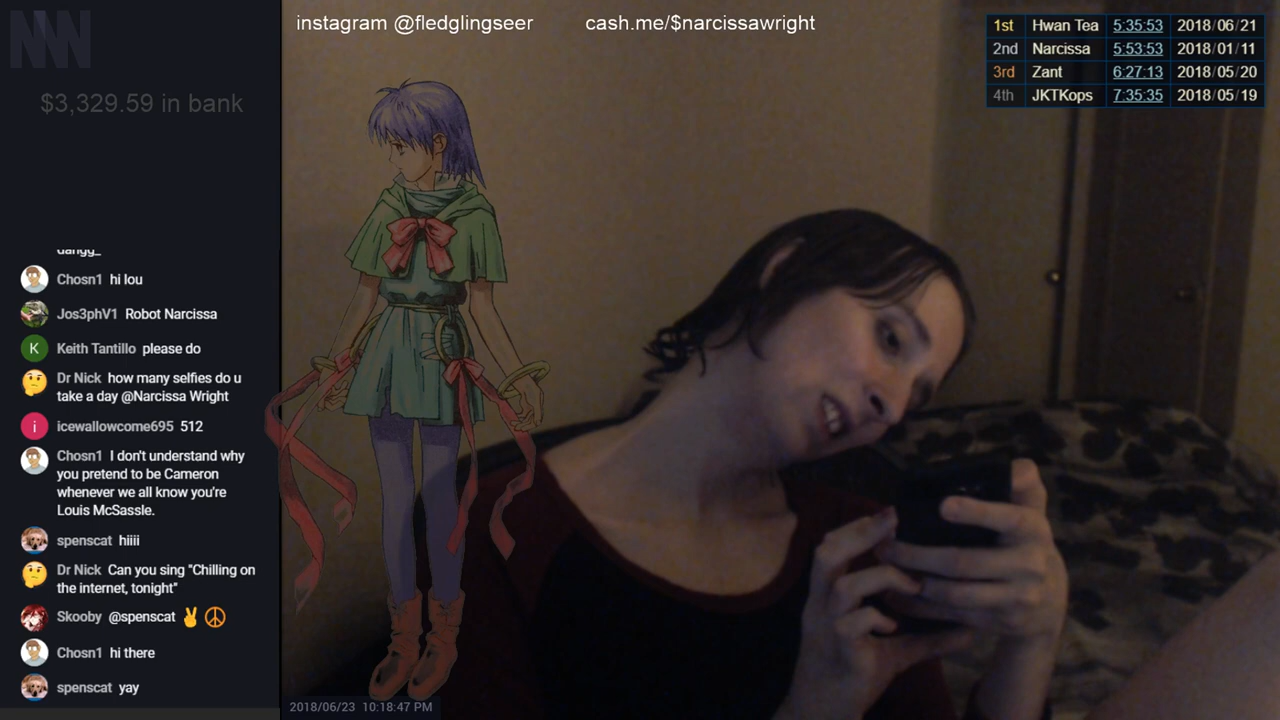 instagram @fledglingseer
cash.me/$narcissawright
1st Hwan Tea 5:35:53 2018/06/21
2nd Narcissa 5:53:53 2018/01/11
3rd Zant 6:27:13 2018/05/20
4th JKTKops 7:35:35 2018/05/19
NNN
$3,329.59 in bank
Chosn1 hi lou
Jos3phV1 Robot Narcissa
K Keith Tantillo please do
Dr Nick how many selfies do u
take a day @Narcissa Wright
i icewallowcome695 512
Chosn1 I don't understand why
you pretend to be Cameron
whenever we all know you're
Louis McSassle.
spenscat hiiii
Dr Nick Can you sing "Chilling on
the internet, tonight"
Skooby @spenscat ✌️ ☮️
Chosn1 hi there
spenscat yay
2018/06/23 10:18:47 PM